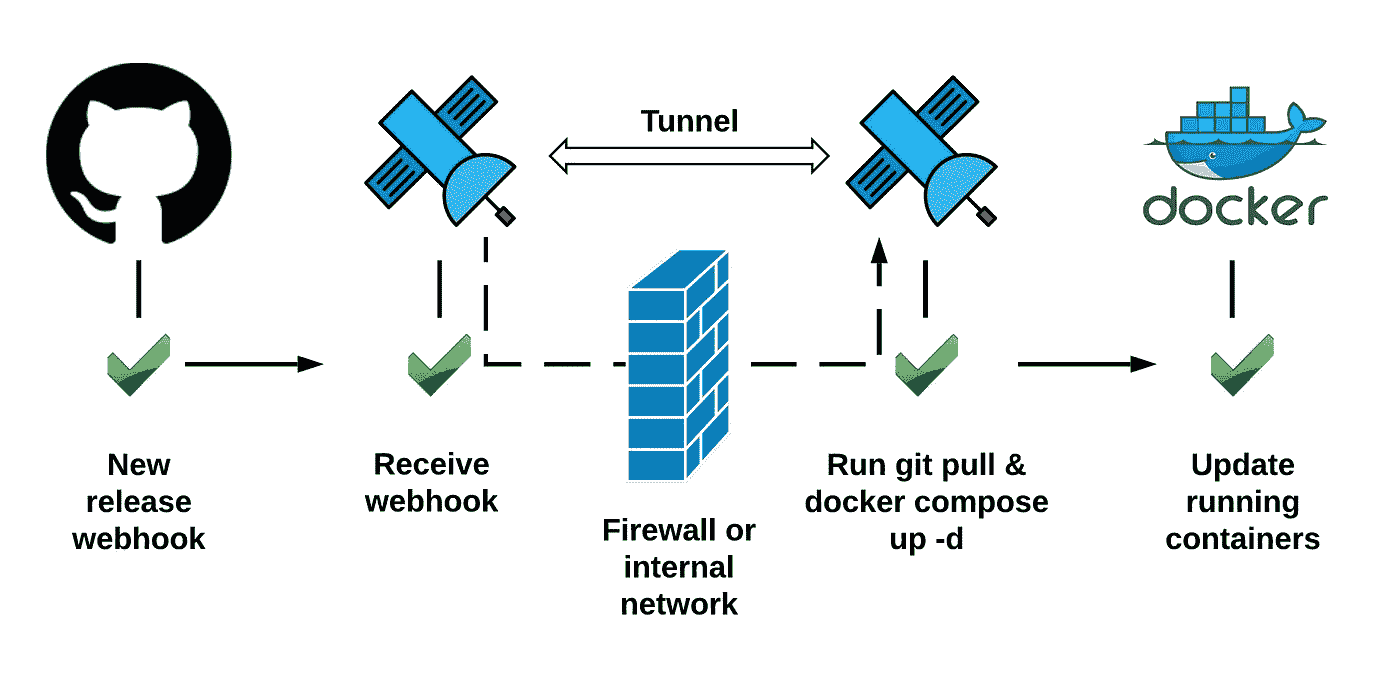 Tunnel
docker
New
release
webhook
Receive
webhook
Firewall or
internal
network
Run git pull &
docker compose
up -d
Update
running
containers